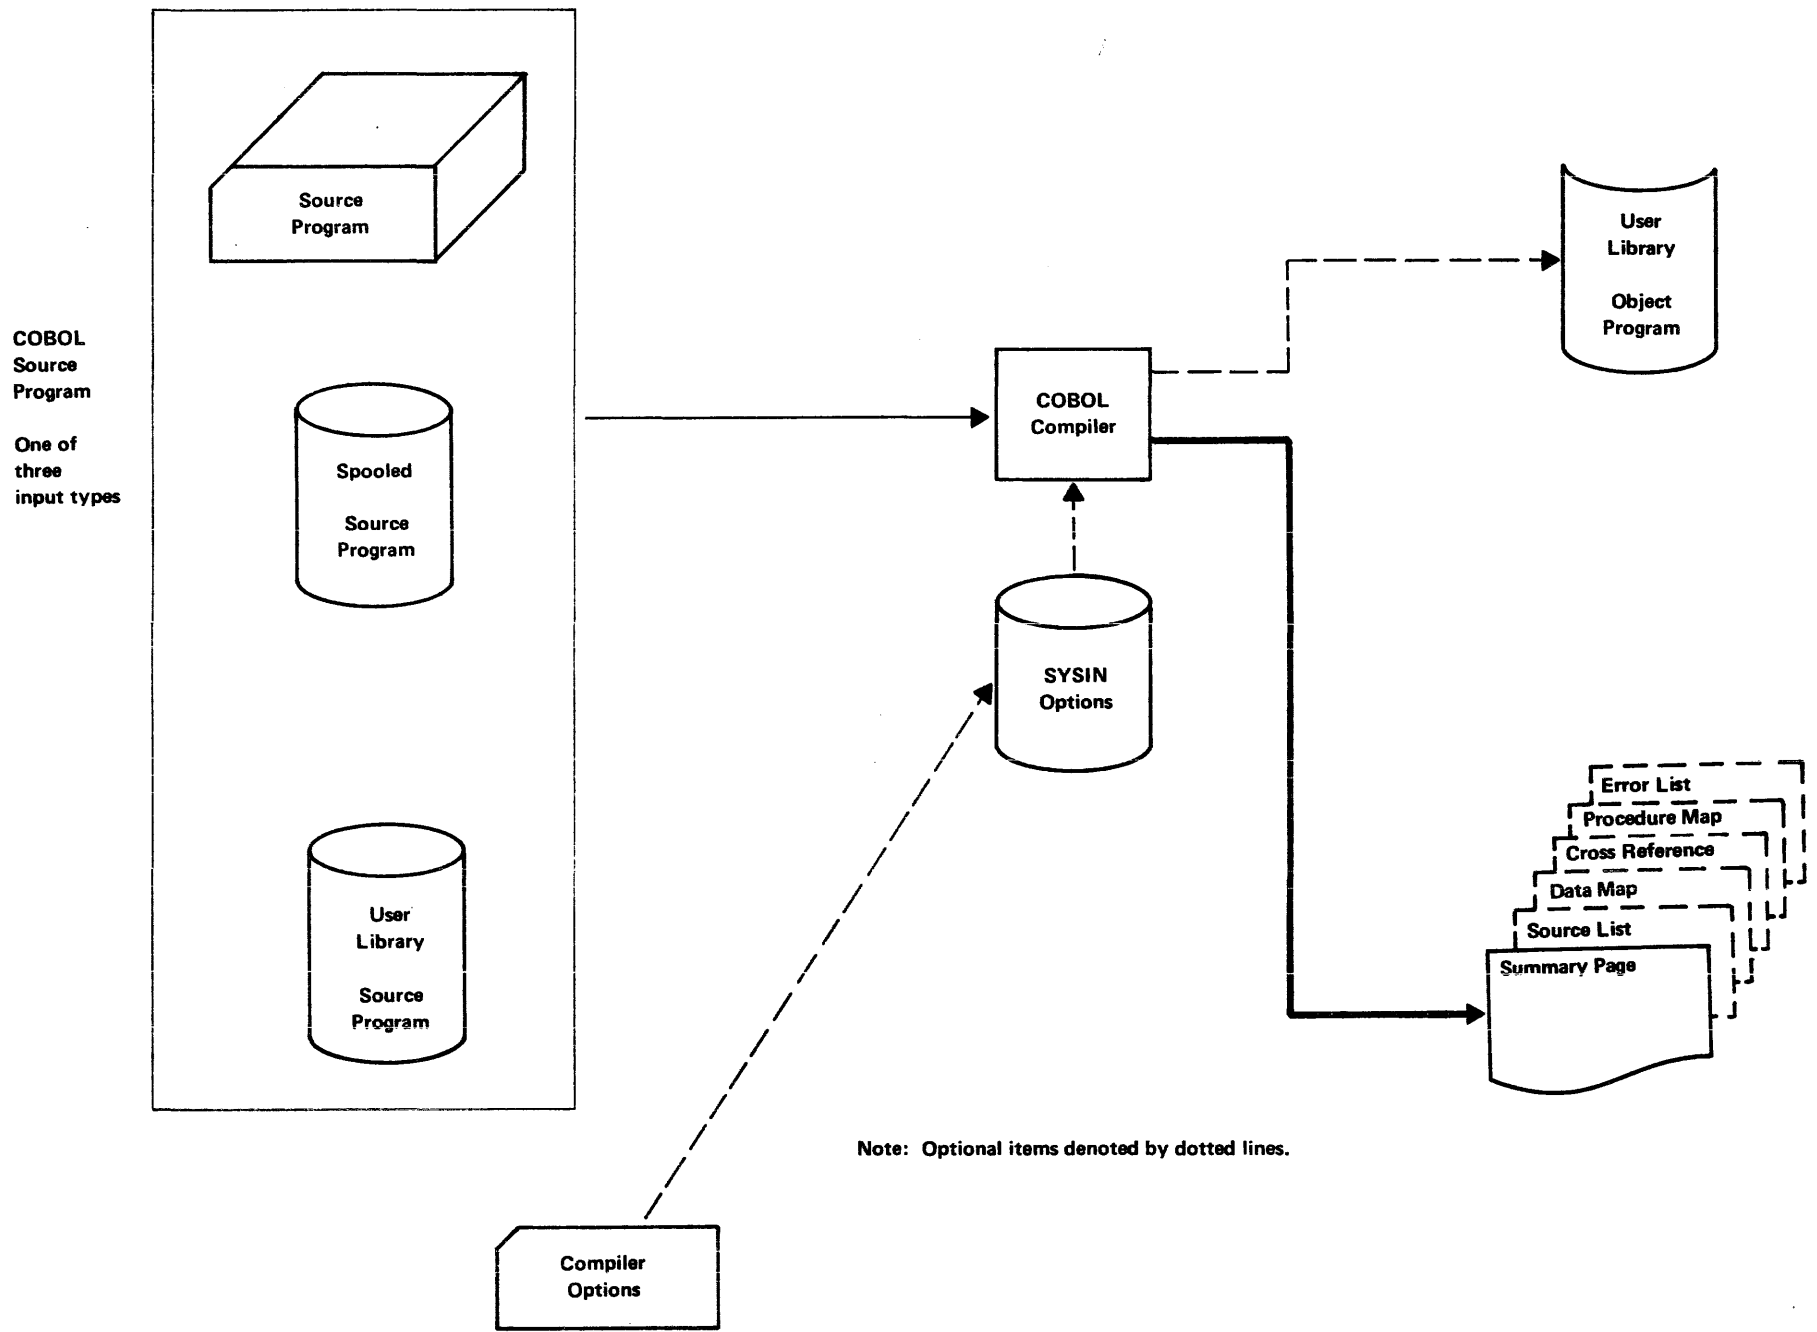 COBOL
Source
Program
One of
three
input types
Source
Program
Spooled
Source
Program
User
Library
Source
Program
COBOL
Compiler
SYSIN
Options
Compiler
Options
User
Library
Object
Program
Error List
Procedure Map
Cross Reference
Data Map
Source List
Summary Page
Note: Optional items denoted by dotted lines.